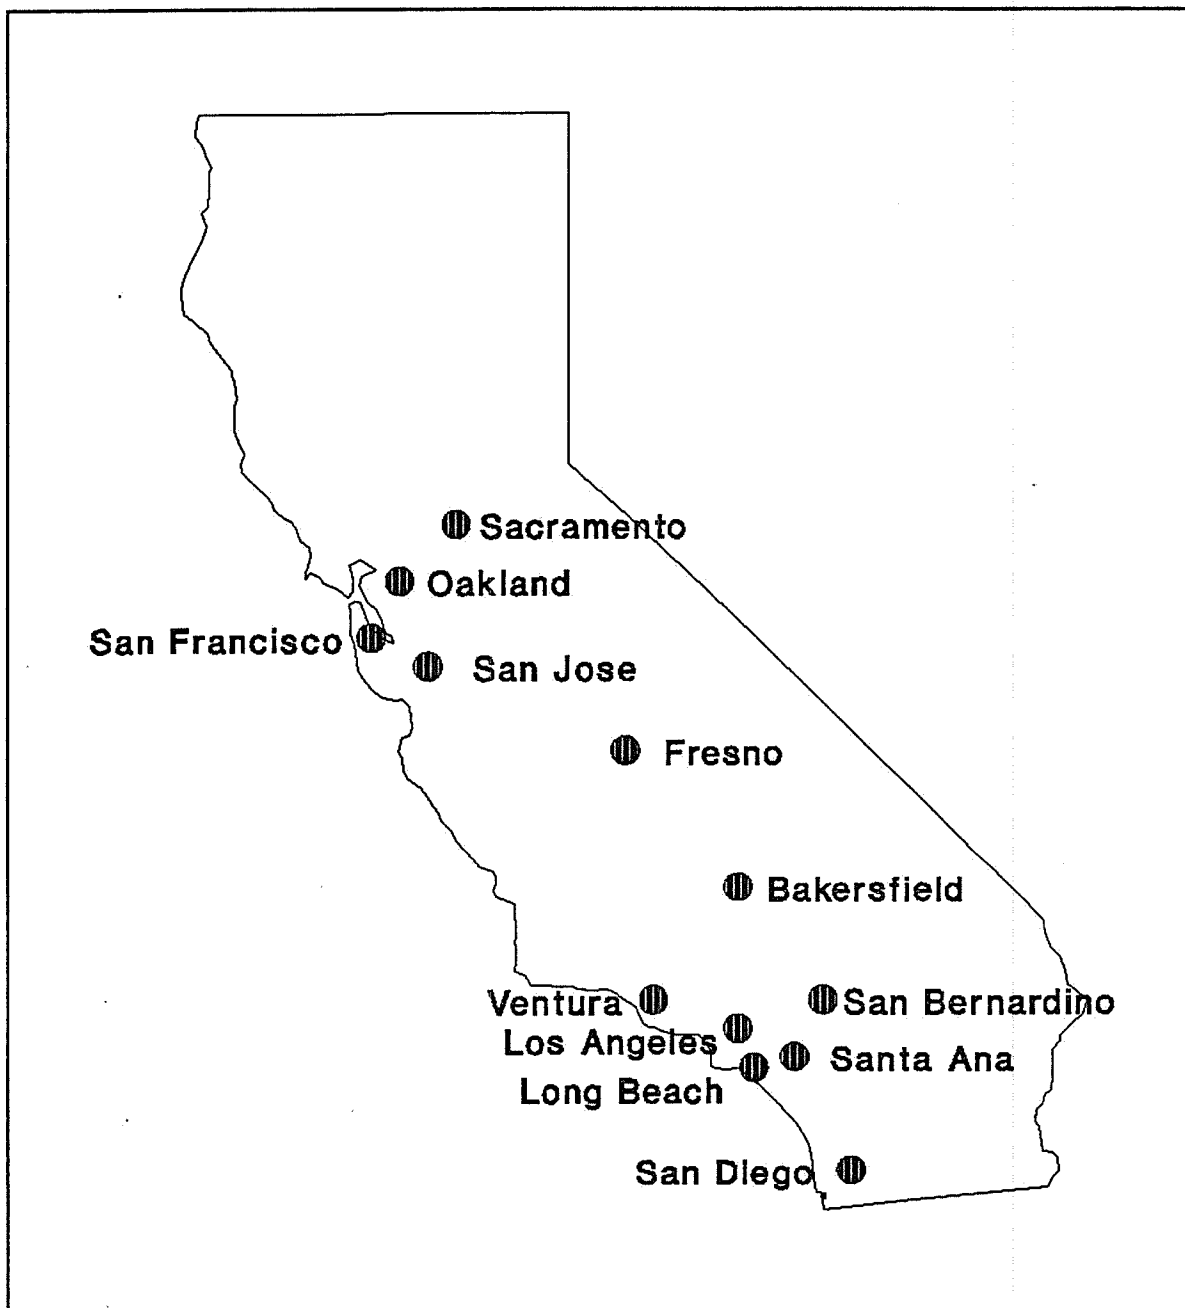 Sacramento
Oakland
San Francisco
San Jose
Fresno
Bakersfield
Ventura
San Bernardino
Los Angeles
Santa Ana
Long Beach
San Diego